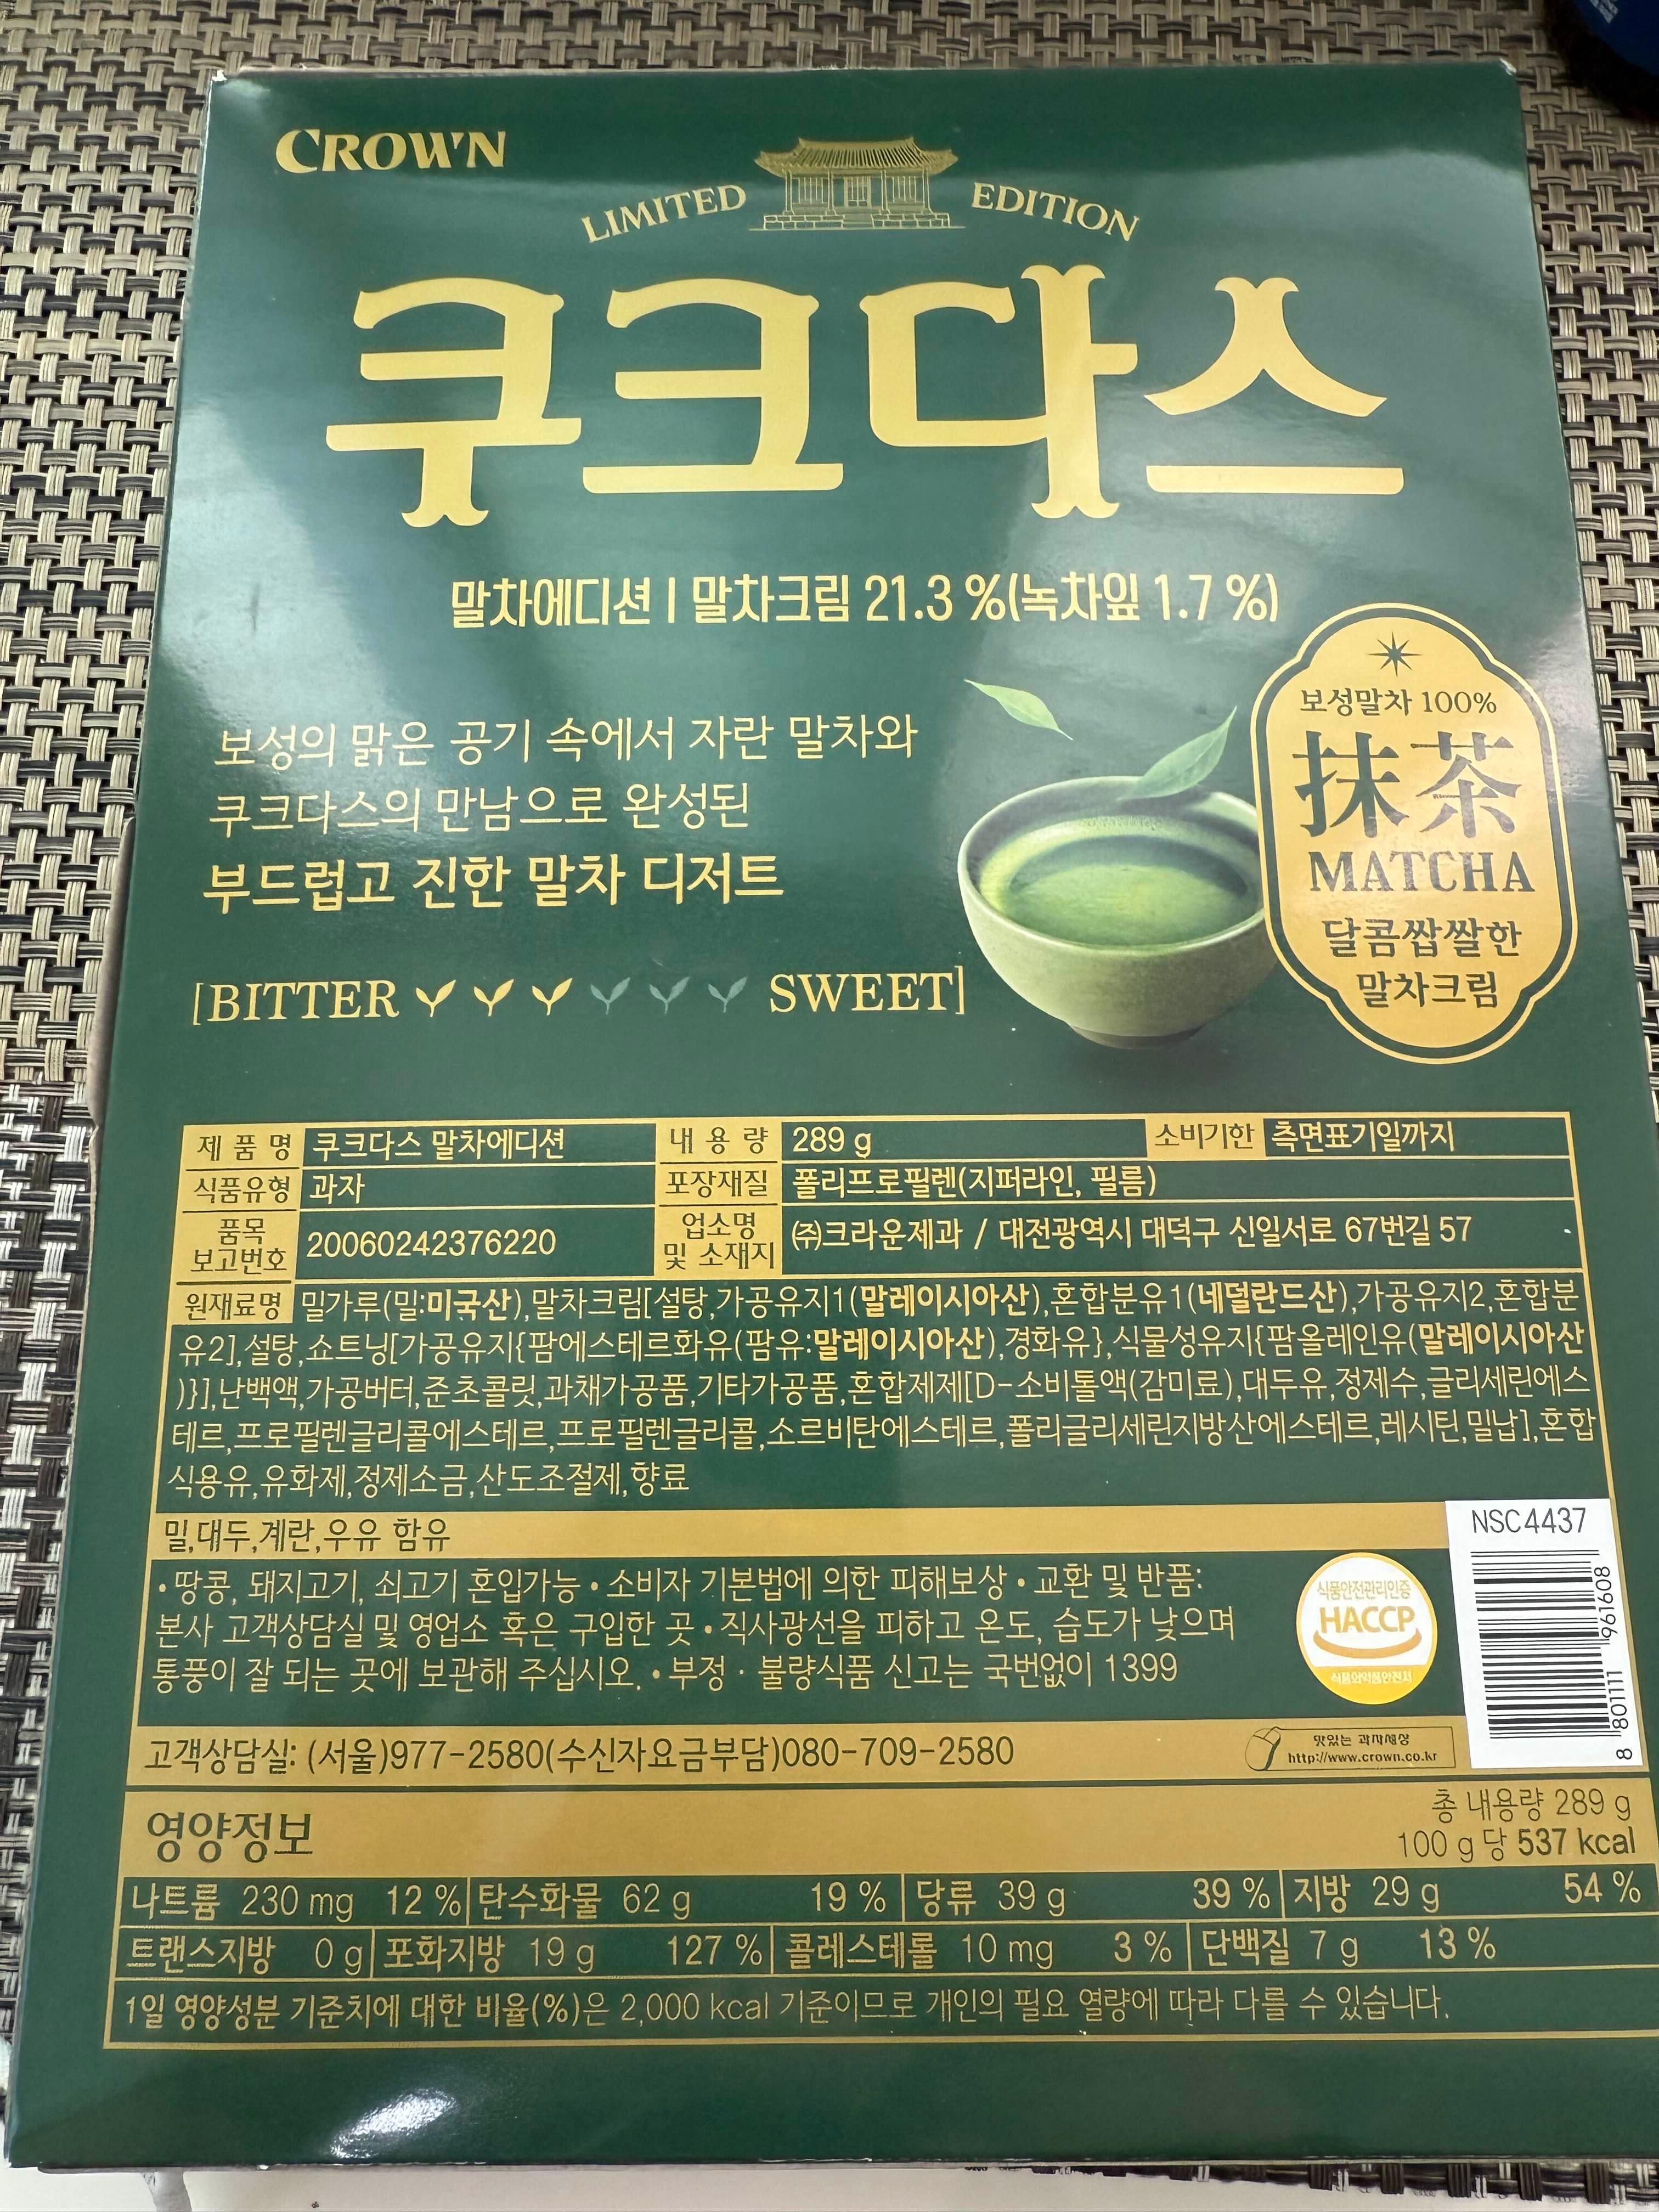 CROWN
LIMITED EDITION
쿠크다스
말차에디션 | 말차크림 21.3 %(녹차잎 1.7 %)
보성의 맑은 공기 속에서 자란 말차와
쿠크다스의 만남으로 완성된
부드럽고 진한 말차 디저트
[BITTER SWEET]
보성말차 100%
抹茶
MATCHA
달콤쌉쌀한
말차크림
제 품 명 쿠크다스 말차에디션 내 용 량 289 g 소비기한 측면표기일까지
식품유형 과자 포장재질 폴리프로필렌(지퍼라인, 필름)
품목
보고번호 20060242376220 업소명
및 소재지 ㈜크라운제과 / 대전광역시 대덕구 신일서로 67번길 57
원재료명 밀가루(밀:미국산),말차크림[설탕,가공유지1(말레이시아산),혼합분유1(네덜란드산),가공유지2,혼합분
유2],설탕,쇼트닝[가공유지{팜에스테르화유(팜유:말레이시아산),경화유},식물성유지{팜올레인유(말레이시아산
)}],난백액,가공버터,준초콜릿,과채가공품,기타가공품,혼합제제[D-소비톨액(감미료),대두유,정제수,글리세린에스
테르,프로필렌글리콜에스테르,프로필렌글리콜,소르비탄에스테르,폴리글리세린지방산에스테르,레시틴,밀납],혼합
식용유,유화제,정제소금,산도조절제,향료
밀,대두,계란,우유 함유
• 땅콩, 돼지고기, 쇠고기 혼입가능 • 소비자 기본법에 의한 피해보상 • 교환 및 반품:
본사 고객상담실 및 영업소 혹은 구입한 곳 • 직사광선을 피하고 온도, 습도가 낮으며
통풍이 잘 되는 곳에 보관해 주십시오. • 부정 · 불량식품 신고는 국번없이 1399
식품안전관리인증
HACCP
식품의약품안전처
NSC4437
8 801111 961608
고객상담실: (서울)977-2580(수신자요금부담)080-709-2580
맛있는 과자세상
http://www.crown.co.kr
영양정보
총 내용량 289 g
100 g 당 537 kcal
나트륨 230 mg 12 % 탄수화물 62 g 19 % 당류 39 g 39 % 지방 29 g 54 %
트랜스지방 0 g 포화지방 19 g 127 % 콜레스테롤 10 mg 3 % 단백질 7 g 13 %
1일 영양성분 기준치에 대한 비율(%)은 2,000 kcal 기준이므로 개인의 필요 열량에 따라 다를 수 있습니다.